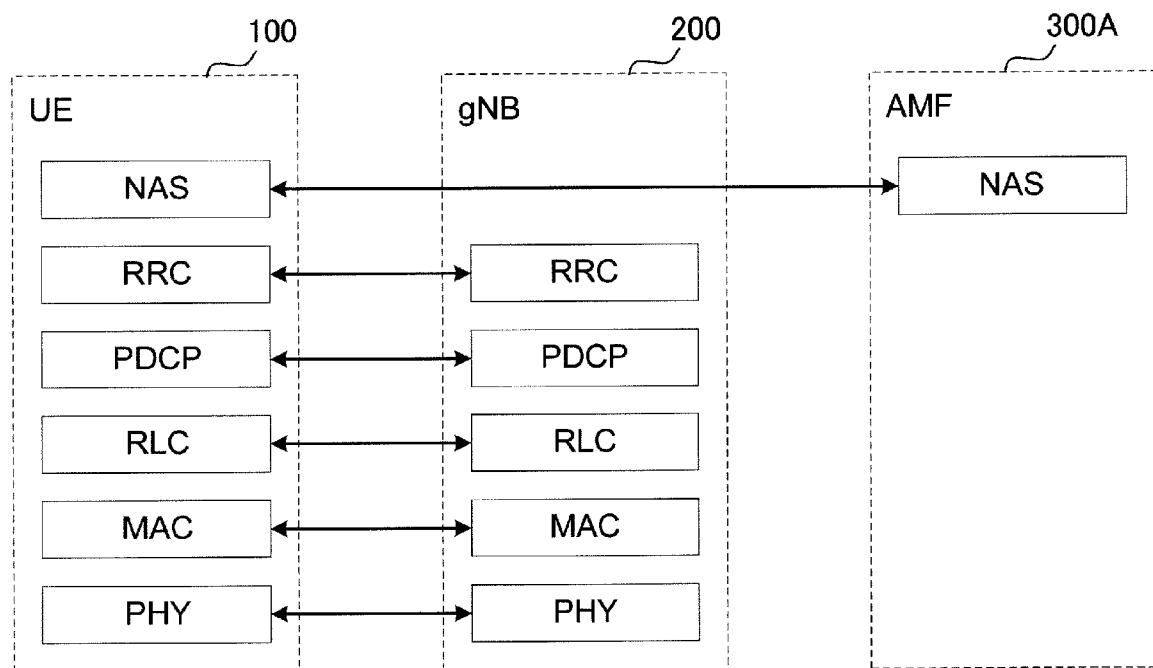 100 200 300A
UE gNB AMF
NAS NAS
RRC RRC
PDCP PDCP
RLC RLC
MAC MAC
PHY PHY